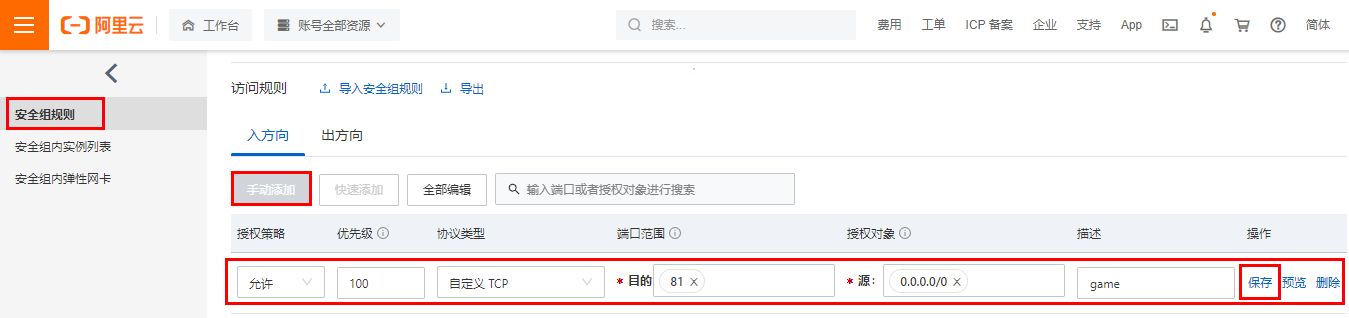 阿里云 工作台 账号全部资源 搜索... 费用 工单 ICP 备案 企业 支持 App 简体
访问规则 导入安全组规则 导出
安全组规则
入方向 出方向
安全组内实例列表
安全组内弹性网卡
手动添加 快速添加 全部编辑 输入端口或者授权对象进行搜索
授权策略 优先级 协议类型 端口范围 授权对象 描述 操作
允许 100 自定义 TCP * 目的 81 × * 源： 0.0.0.0/0 × game 保存 预览 删除